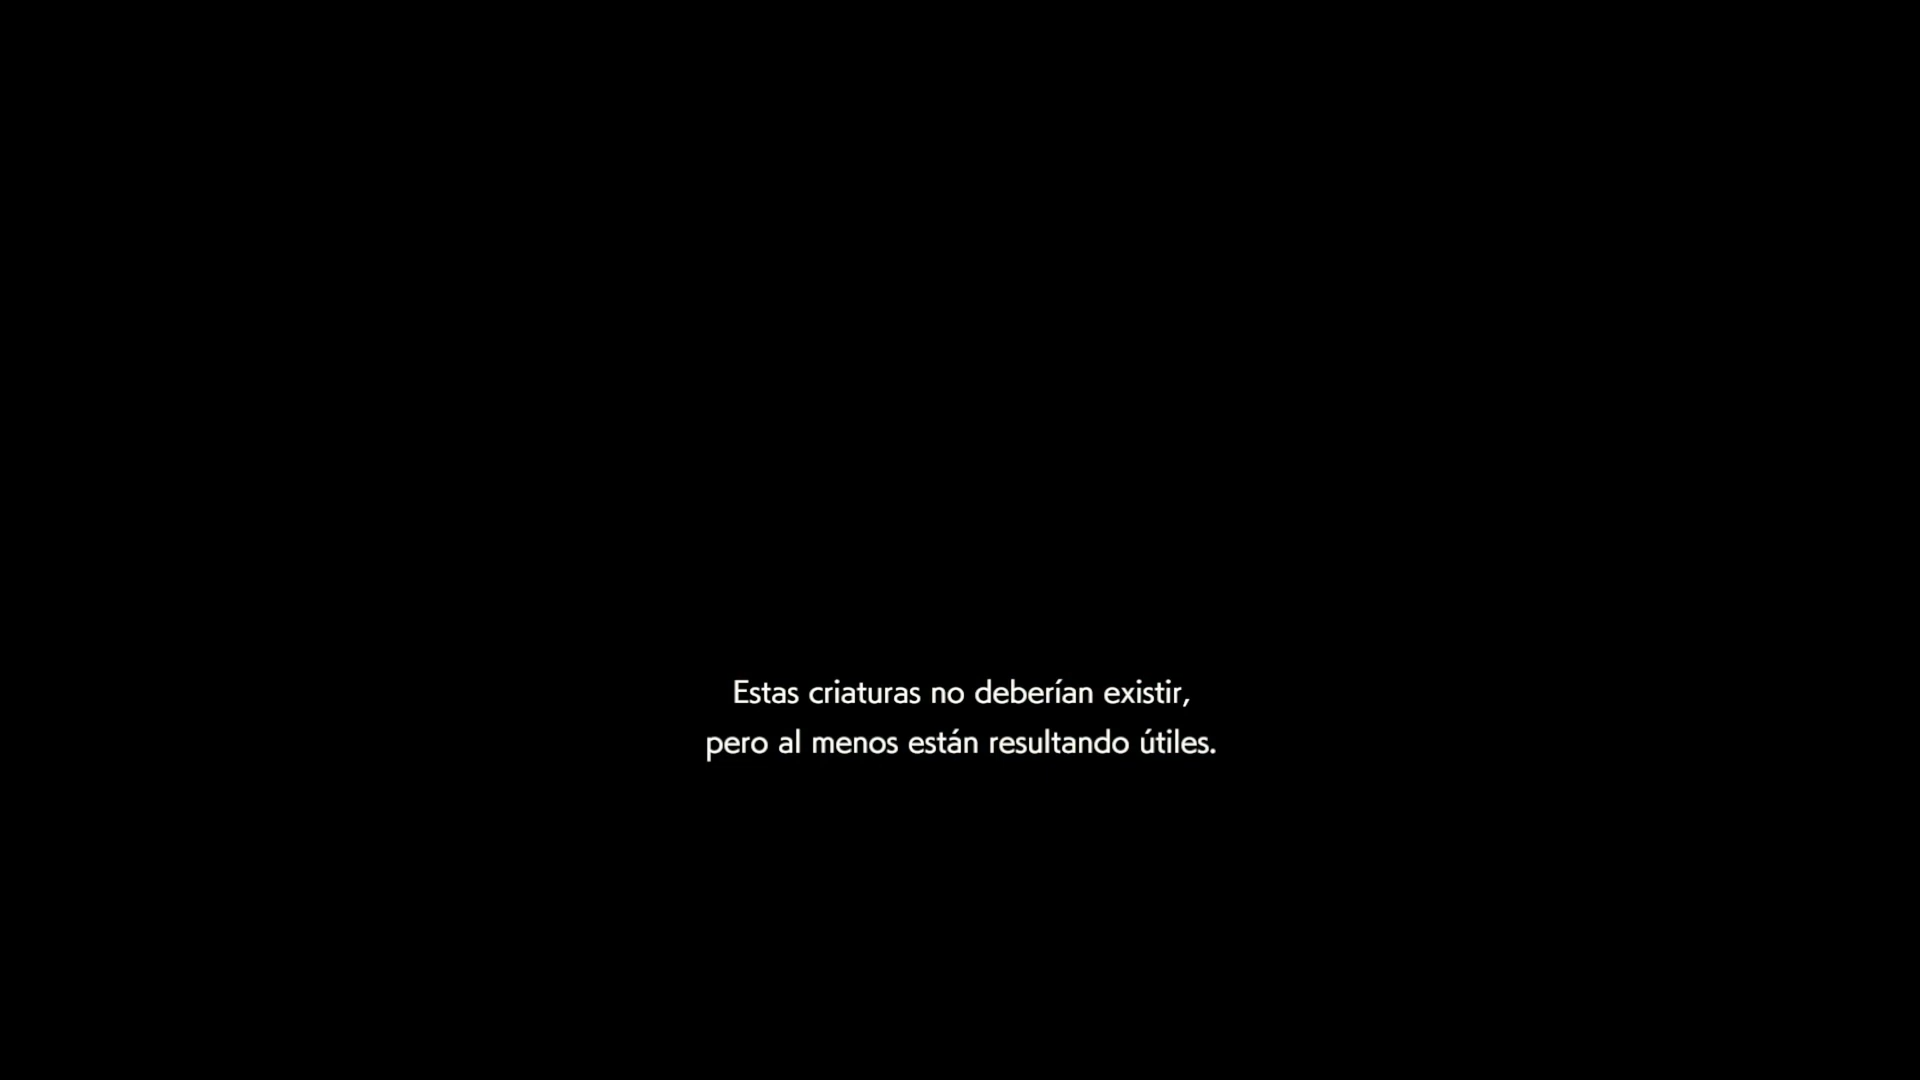 Estas criaturas no deberían existir,
pero al menos están resultando útiles.